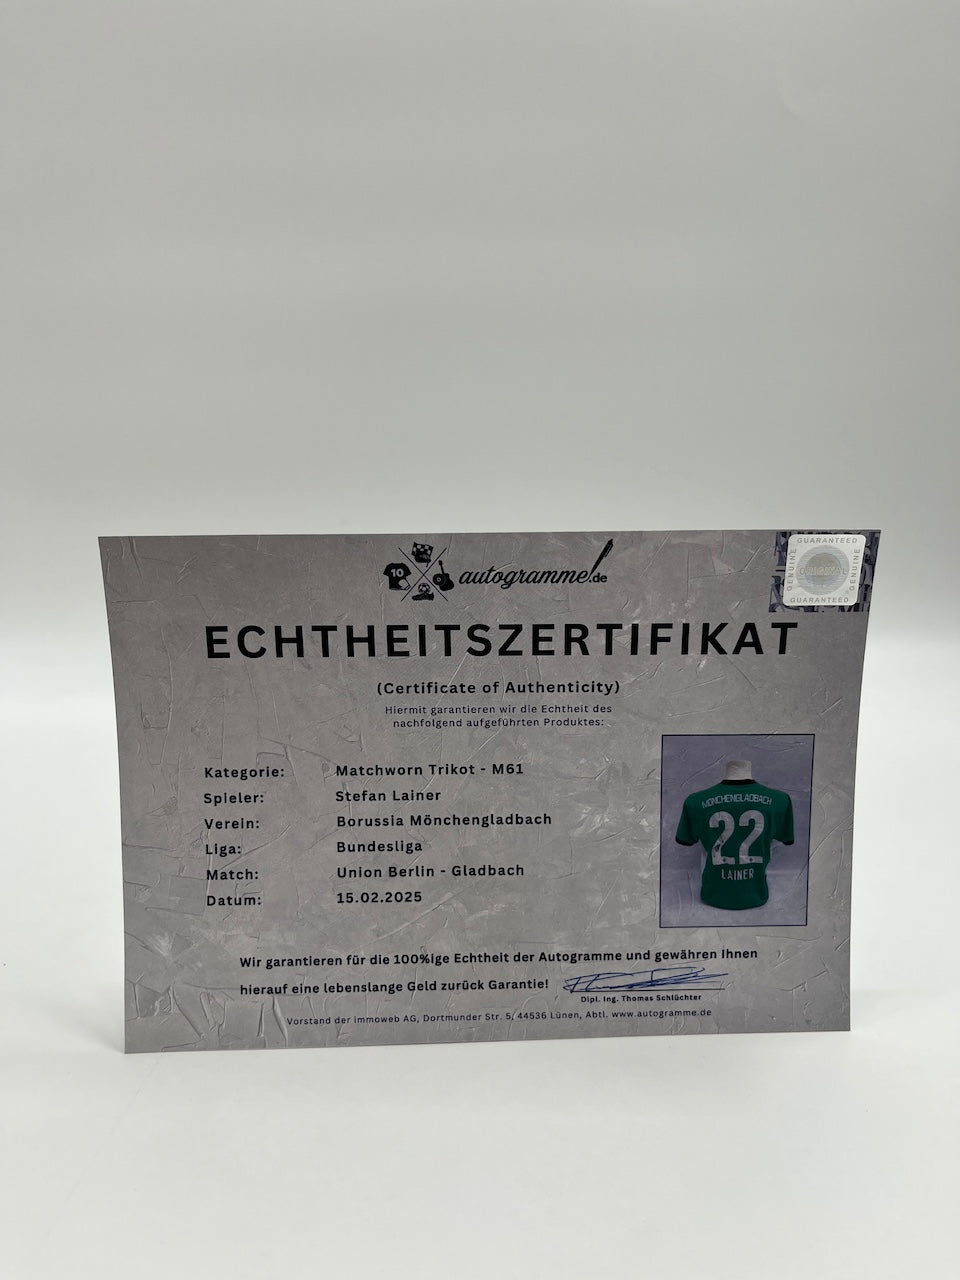 10
autogramme!.de
GUARANTEED
GENUINE
ORIGINAL
GENUINE
GUARANTEED
ECHTHEITSZERTIFIKAT
(Certificate of Authenticity)
Hiermit garantieren wir die Echtheit des
nachfolgend aufgeführten Produktes:
Kategorie: Matchworn Trikot - M61
Spieler: Stefan Lainer
Verein: Borussia Mönchengladbach
Liga: Bundesliga
Match: Union Berlin - Gladbach
Datum: 15.02.2025
MÖNCHENGLADBACH
22
LAINER
Wir garantieren für die 100%ige Echtheit der Autogramme und gewähren Ihnen
hierauf eine lebenslange Geld zurück Garantie!
Dipl. Ing. Thomas Schlüchter
Vorstand der immoweb AG, Dortmunder Str. 5, 44536 Lünen, Abtl. www.autogramme.de